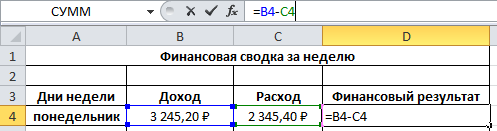 СУММ fx =B4-C4
A B C D
1 Финансовая сводка за неделю
2
3 Дни недели Доход Расход Финансовый результат
4 понедельник 3 245,20 ₽ 2 345,40 ₽ =B4-C4